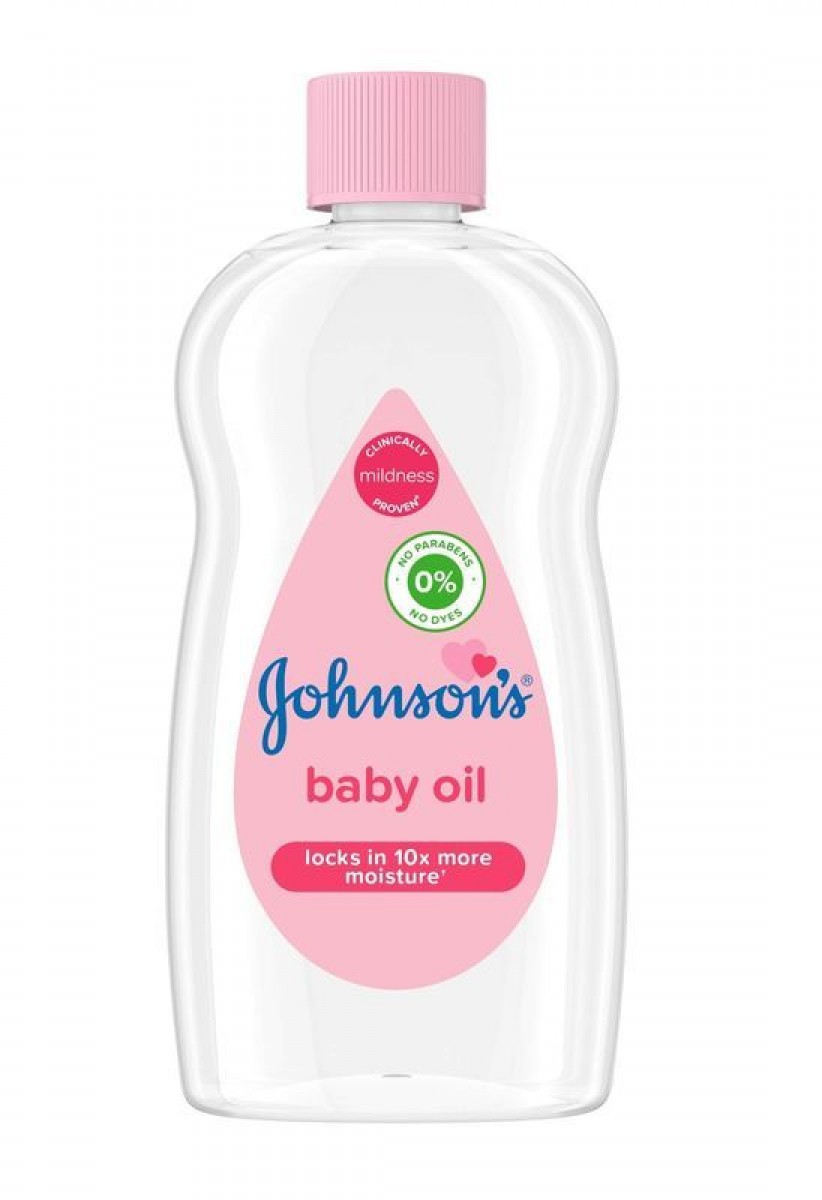 CLINICALLY
mildness
PROVEN*
NO PARABENS
0%
NO DYES
Johnson's®
baby oil
locks in 10x more
moisture†